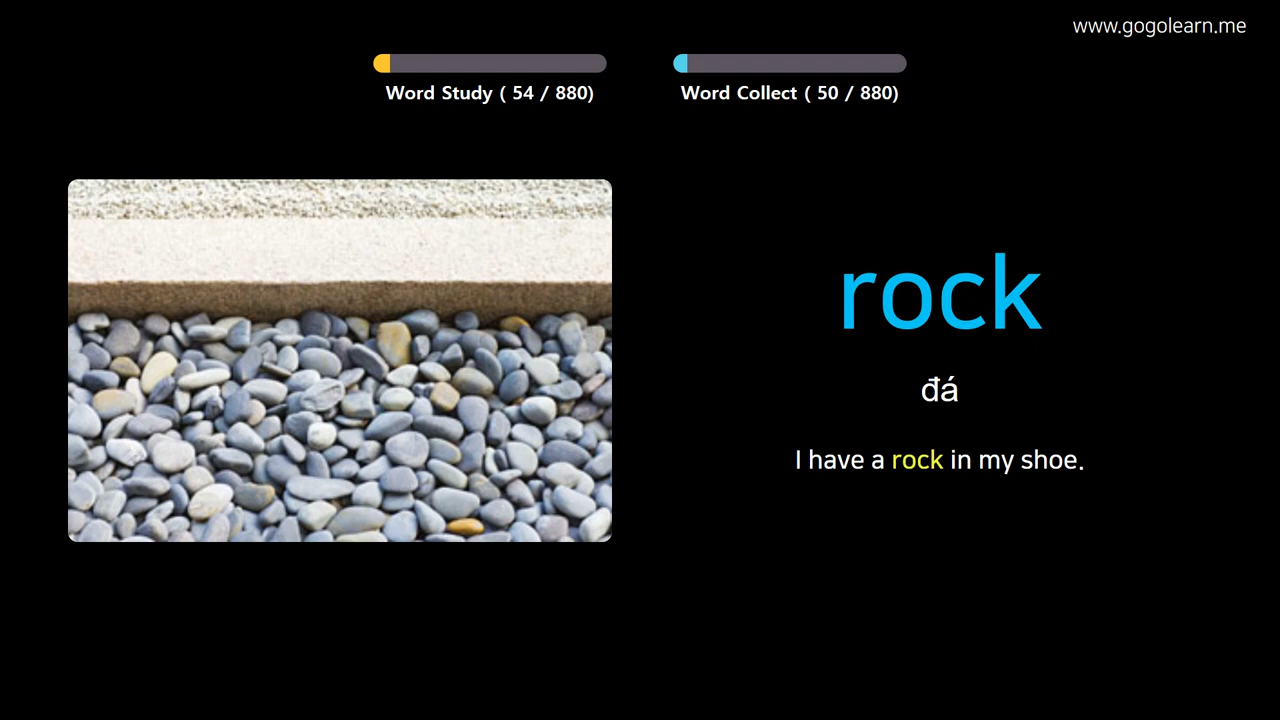 www.gogolearn.me
Word Study ( 54 / 880)
Word Collect ( 50 / 880)
rock
đá
I have a rock in my shoe.